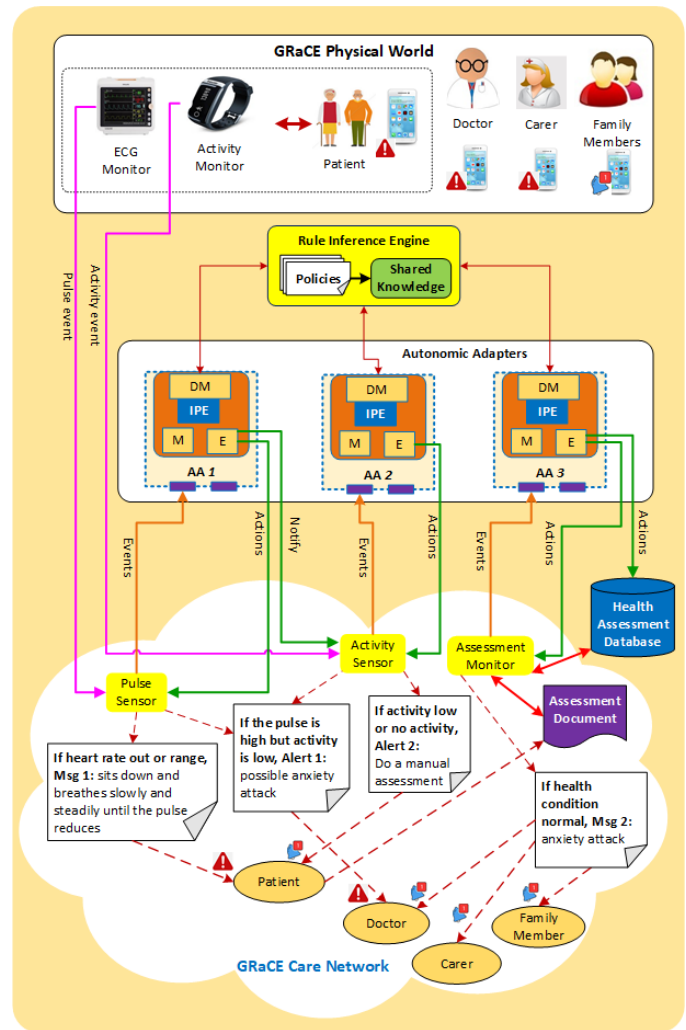 GRaCE Physical World
ECG
Monitor
Activity
Monitor
Patient
Doctor
Carer
Family
Members
Pulse event
Activity event
Rule Inference Engine
Policies
Shared
Knowledge
Autonomic Adapters
DM
IPE
M
E
AA 1
DM
IPE
M
E
AA 2
DM
IPE
M
E
AA 3
Events
Actions
Notify
Events
Actions
Events
Actions
Actions
Health
Assessment
Database
Pulse
Sensor
Activity
Sensor
Assessment
Monitor
Assessment
Document
If heart rate out or range,
Msg 1: sits down and
breathes slowly and
steadily until the pulse
reduces
If the pulse is
high but activity
is low, Alert 1:
possible anxiety
attack
If activity low
or no activity,
Alert 2:
Do a manual
assessment
If health
condition
normal, Msg 2:
anxiety attack
Patient
Doctor
Carer
Family
Member
GRaCE Care Network